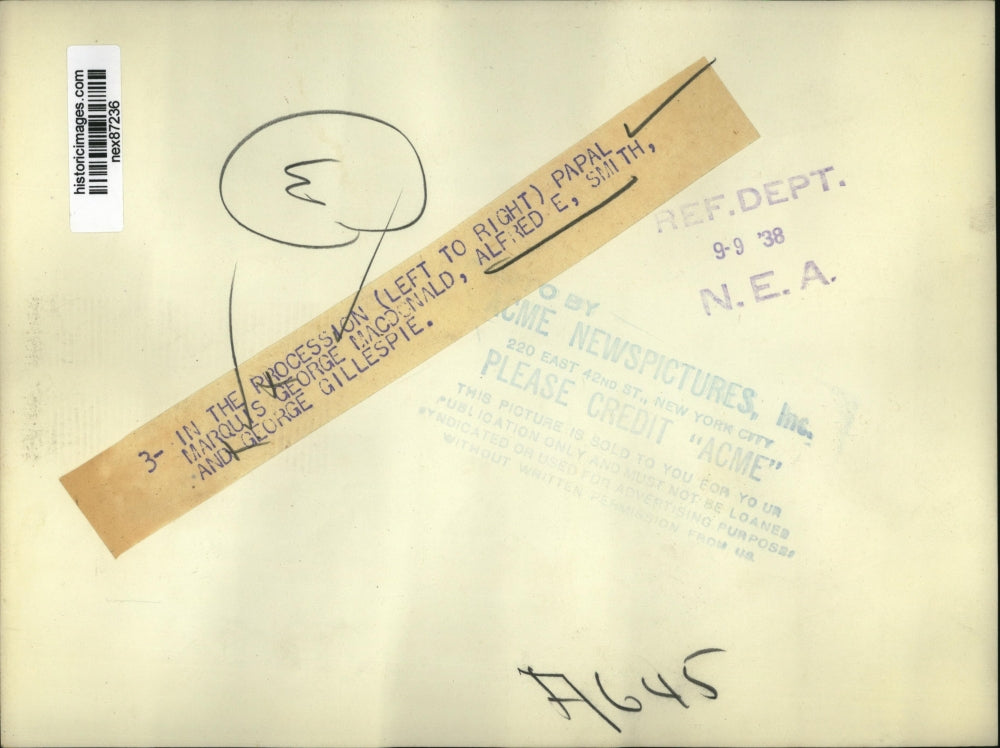 historicimages.com
nex87236
3- IN THE PROCESSION (LEFT TO RIGHT) PAPAL
MARQUIS GEORGE MACDONALD, ALFRED E, SMITH,
AND GEORGE GILLESPIE.
REF. DEPT.
9-9 '38
N. E. A.
BY
ACME NEWSPICTURES, Inc.
220 EAST 42ND ST., NEW YORK CITY
PLEASE CREDIT "ACME"
THIS PICTURE IS SOLD TO YOU FOR YOUR
PUBLICATION ONLY AND MUST NOT BE LOANED
SYNDICATED OR USED FOR ADVERTISING PURPOSES
WITHOUT WRITTEN PERMISSION FROM US.
A645